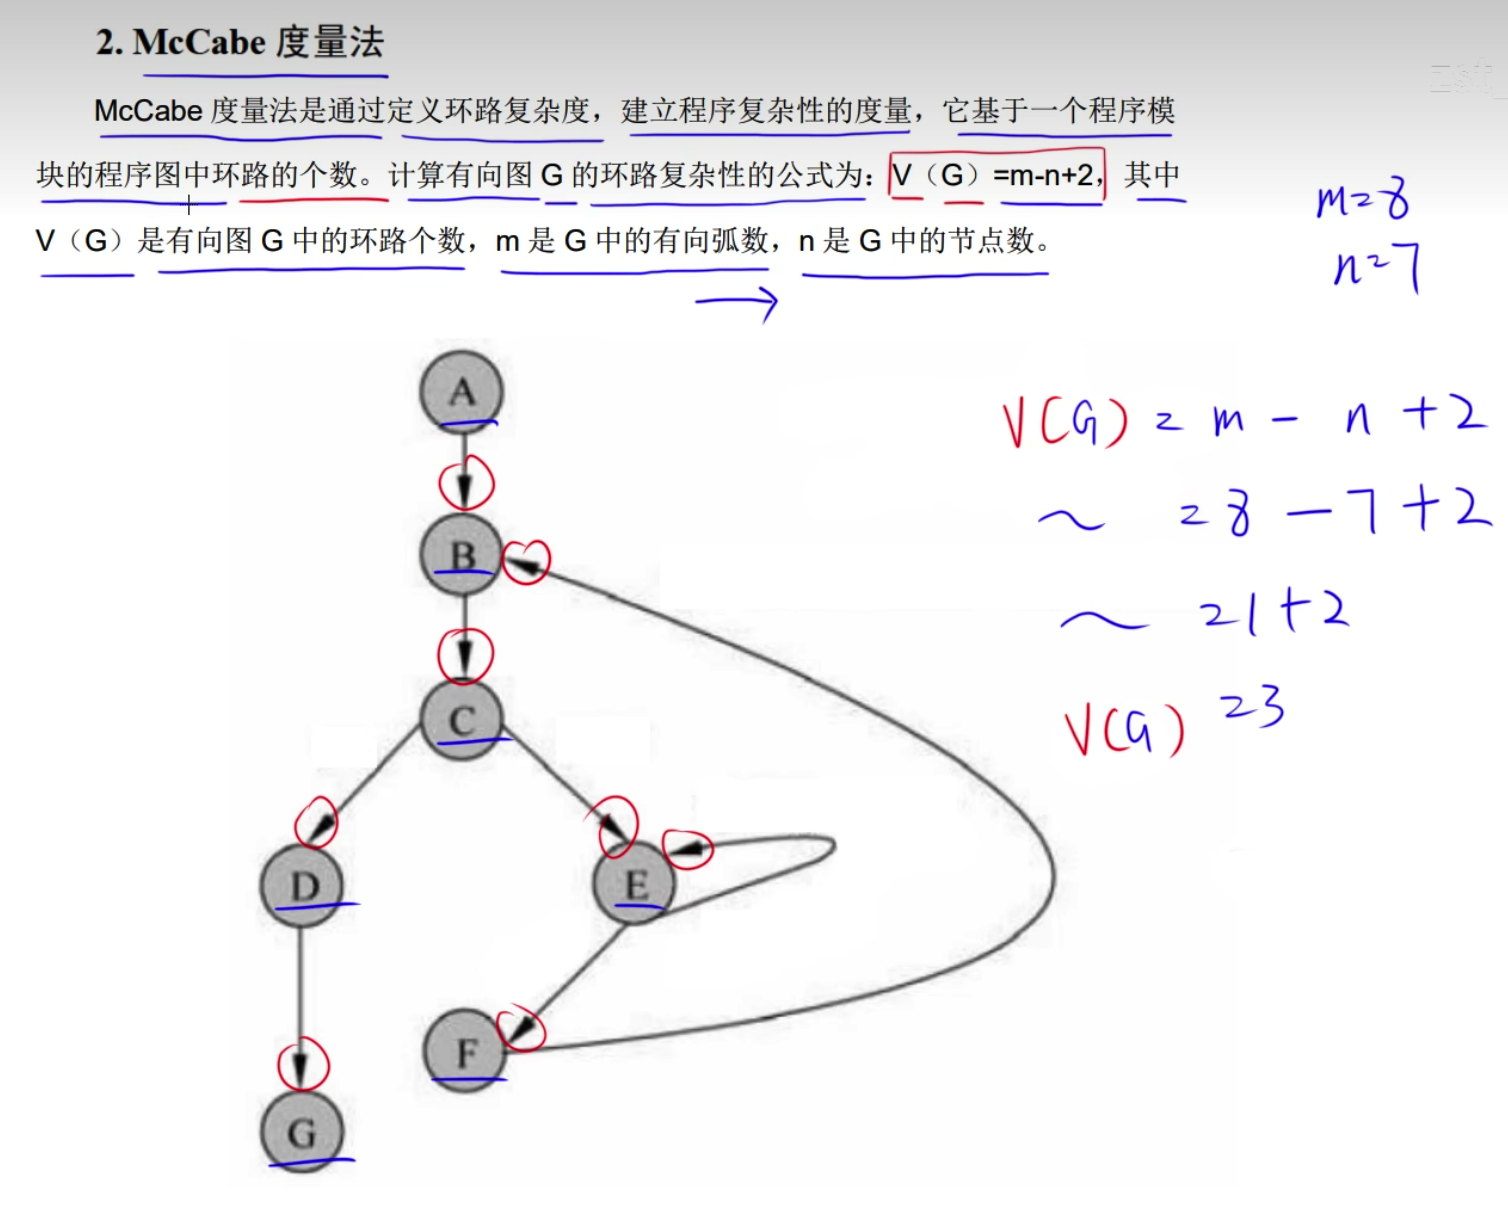 2. McCabe 度量法
McCabe 度量法是通过定义环路复杂度，建立程序复杂性的度量，它基于一个程序模
块的程序图中环路的个数。计算有向图 G 的环路复杂性的公式为：V（G）=m-n+2，其中
V（G）是有向图 G 中的环路个数，m 是 G 中的有向弧数，n 是 G 中的节点数。
m=8
n=7
A
V(G) = m - n +2
= 8 - 7 + 2
B
= 1 + 2
C
V(G) = 3
D
E
F
G